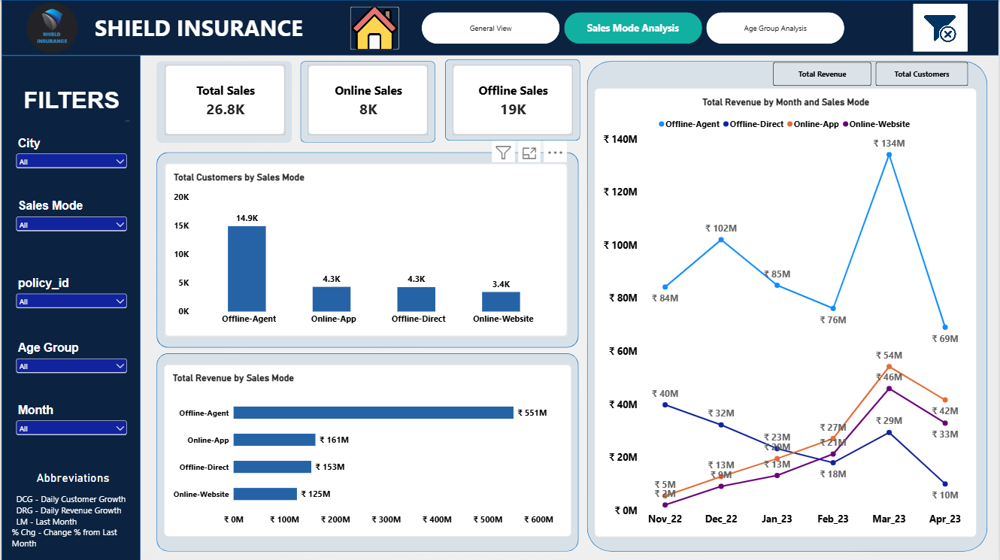 SHIELD
INSURANCE
SHIELD INSURANCE
General View
Sales Mode Analysis
Age Group Analysis
FILTERS
City
All
Sales Mode
All
policy_id
All
Age Group
All
Month
All
Abbreviations
DCG - Daily Customer Growth
DRG - Daily Revenue Growth
LM - Last Month
% Chg - Change % from Last
Month
Total Sales
26.8K
Online Sales
8K
Offline Sales
19K
Total Customers by Sales Mode
20K
15K
10K
5K
0K
14.9K
4.3K
4.3K
3.4K
Offline-Agent
Online-App
Offline-Direct
Online-Website
Total Revenue by Sales Mode
Offline-Agent ₹ 551M
Online-App ₹ 161M
Offline-Direct ₹ 153M
Online-Website ₹ 125M
₹ 0M ₹ 100M ₹ 200M ₹ 300M ₹ 400M ₹ 500M ₹ 600M
Total Revenue
Total Customers
Total Revenue by Month and Sales Mode
Offline-Agent Offline-Direct Online-App Online-Website
₹ 140M
₹ 120M
₹ 100M
₹ 80M
₹ 60M
₹ 40M
₹ 20M
₹ 0M
₹ 84M
₹ 102M
₹ 85M
₹ 76M
₹ 134M
₹ 69M
₹ 40M
₹ 32M
₹ 23M
₹ 18M
₹ 29M
₹ 10M
₹ 5M
₹ 13M
₹ 20M
₹ 27M
₹ 54M
₹ 42M
₹ 2M
₹ 9M
₹ 13M
₹ 21M
₹ 46M
₹ 33M
Nov_22 Dec_22 Jan_23 Feb_23 Mar_23 Apr_23